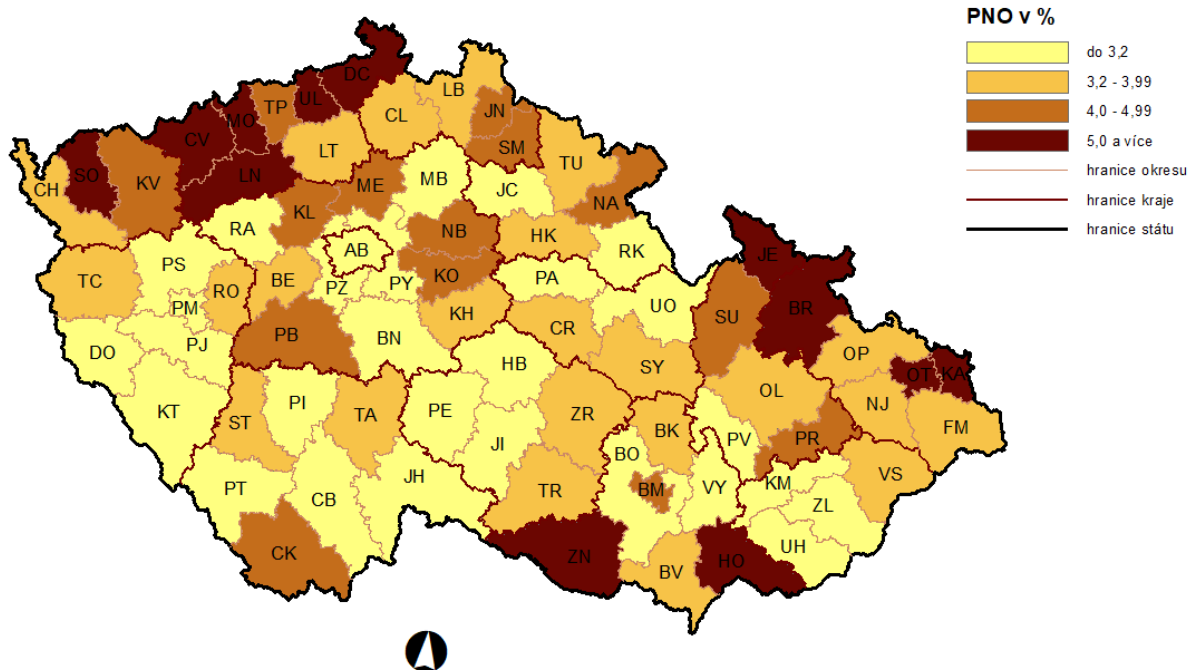 PNO v %
do 3,2
3,2 - 3,99
4,0 - 4,99
5,0 a více
hranice okresu
hranice kraje
hranice státu
DC
UL
LB
TP
JN
MO
CL
CV
SM
LT
TU
SO
KV
LN
ME
MB
JC
CH
NA
KL
RA
NB
HK
AB
RK
JE
PS
KO
PA
TC
RO
BE
PZ
PY
UO
PM
KH
CR
SU
BR
PB
BN
DO
PJ
OP
HB
SY
OT
KA
OL
NJ
KT
ST
PI
TA
PE
ZR
FM
BK
PV
PR
JI
BO
VS
PT
CB
JH
TR
BM
VY
KM
ZL
CK
ZN
HO
UH
BV